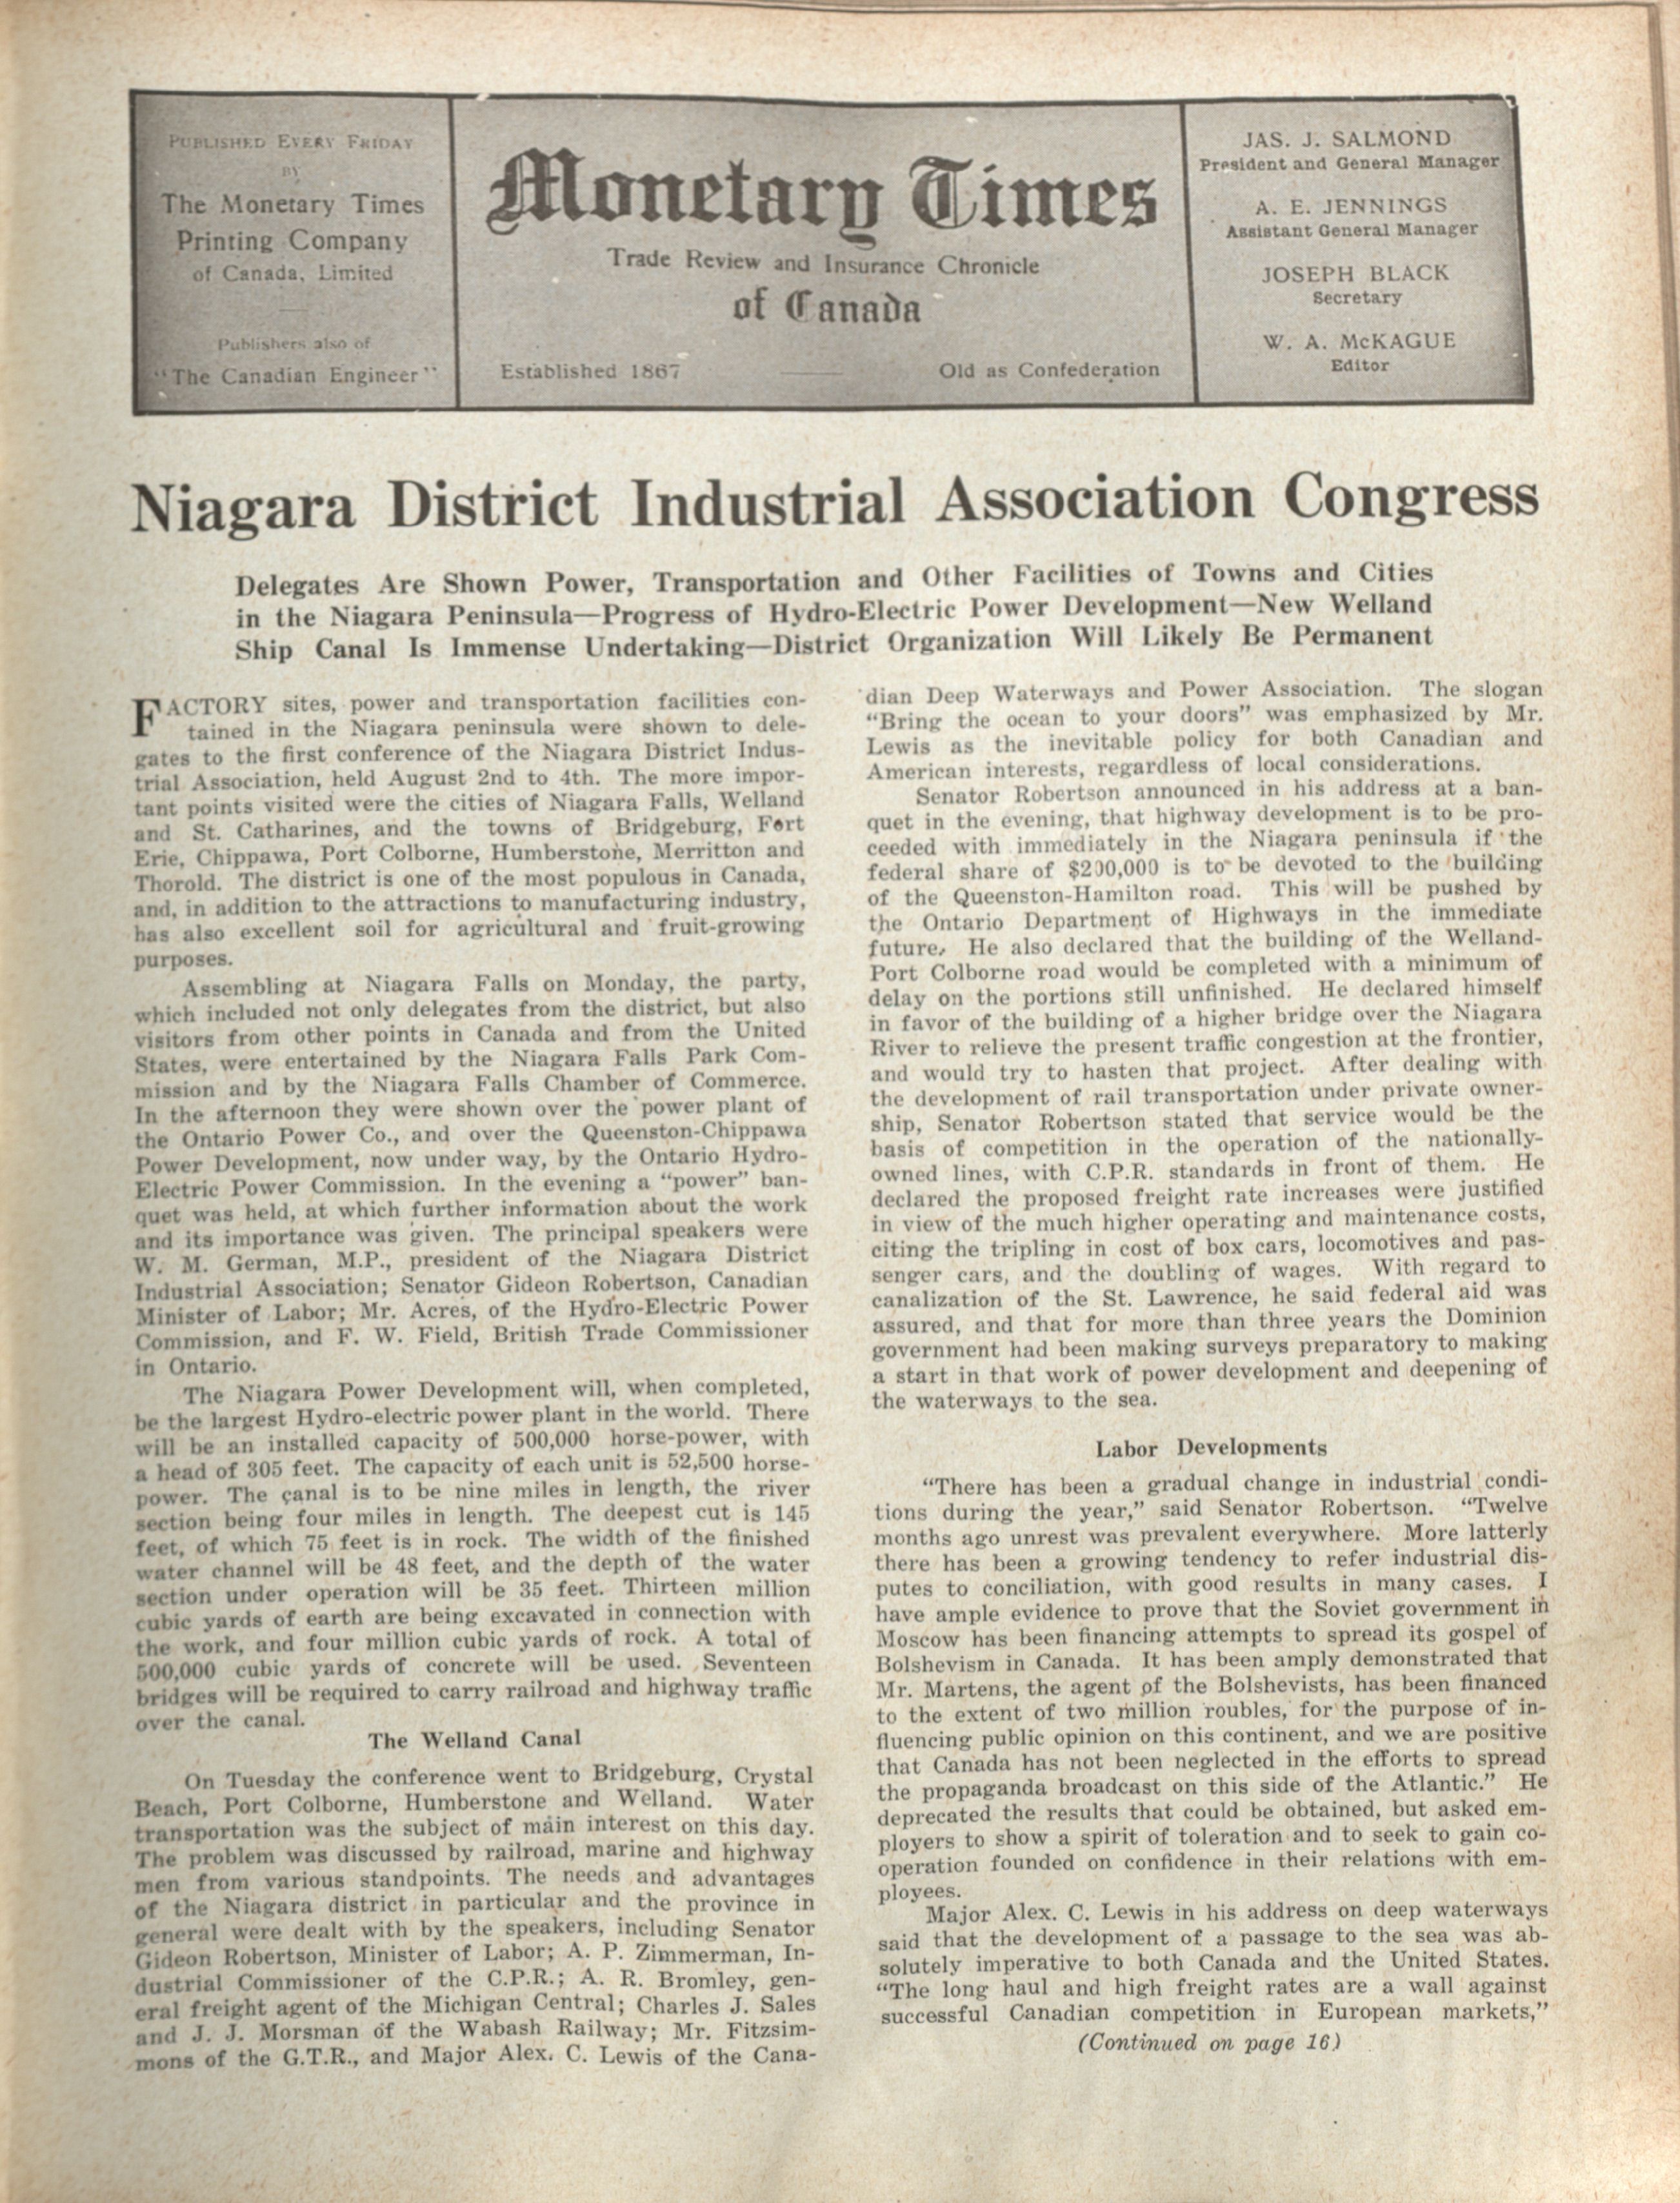 PUBLISHED EVERY FRIDAY
BY
The Monetary Times
Printing Company
of Canada, Limited
Publishers also of
"The Canadian Engineer"
Monetary Times
Trade Review and Insurance Chronicle
of Canada
Established 1867
Old as Confederation
JAS. J. SALMOND
President and General Manager
A. E. JENNINGS
Assistant General Manager
JOSEPH BLACK
Secretary
W. A. McKAGUE
Editor
Niagara District Industrial Association Congress
Delegates Are Shown Power, Transportation and Other Facilities of Towns and Cities
in the Niagara Peninsula—Progress of Hydro-Electric Power Development—New Welland
Ship Canal Is Immense Undertaking—District Organization Will Likely Be Permanent
FACTORY sites, power and transportation facilities con-
tained in the Niagara peninsula were shown to dele-
gates to the first conference of the Niagara District Indus-
trial Association, held August 2nd to 4th. The more impor-
tant points visited were the cities of Niagara Falls, Welland
and St. Catharines, and the towns of Bridgeburg, Fort
Erie, Chippawa, Port Colborne, Humberstone, Merritton and
Thorold. The district is one of the most populous in Canada,
and, in addition to the attractions to manufacturing industry,
has also excellent soil for agricultural and fruit-growing
purposes.
Assembling at Niagara Falls on Monday, the party,
which included not only delegates from the district, but also
visitors from other points in Canada and from the United
States, were entertained by the Niagara Falls Park Com-
mission and by the Niagara Falls Chamber of Commerce.
In the afternoon they were shown over the power plant of
the Ontario Power Co., and over the Queenston-Chippawa
Power Development, now under way, by the Ontario Hydro-
Electric Power Commission. In the evening a "power" ban-
quet was held, at which further information about the work
and its importance was given. The principal speakers were
W. M. German, M.P., president of the Niagara District
Industrial Association; Senator Gideon Robertson, Canadian
Minister of Labor; Mr. Acres, of the Hydro-Electric Power
Commission, and F. W. Field, British Trade Commissioner
in Ontario.
The Niagara Power Development will, when completed,
be the largest Hydro-electric power plant in the world. There
will be an installed capacity of 500,000 horse-power, with
a head of 305 feet. The capacity of each unit is 52,500 horse-
power. The canal is to be nine miles in length, the river
section being four miles in length. The deepest cut is 145
feet, of which 75 feet is in rock. The width of the finished
water channel will be 48 feet, and the depth of the water
section under operation will be 35 feet. Thirteen million
cubic yards of earth are being excavated in connection with
the work, and four million cubic yards of rock. A total of
500,000 cubic yards of concrete will be used. Seventeen
bridges will be required to carry railroad and highway traffic
over the canal.
The Welland Canal
On Tuesday the conference went to Bridgeburg, Crystal
Beach, Port Colborne, Humberstone and Welland. Water
transportation was the subject of main interest on this day.
The problem was discussed by railroad, marine and highway
men from various standpoints. The needs and advantages
of the Niagara district in particular and the province in
general were dealt with by the speakers, including Senator
Gideon Robertson, Minister of Labor; A. P. Zimmerman, In-
dustrial Commissioner of the C.P.R.; A. R. Bromley, gen-
eral freight agent of the Michigan Central; Charles J. Sales
and J. J. Morsman of the Wabash Railway; Mr. Fitzsim-
mons of the G.T.R., and Major Alex. C. Lewis of the Cana-
dian Deep Waterways and Power Association. The slogan
"Bring the ocean to your doors" was emphasized by Mr.
Lewis as the inevitable policy for both Canadian and
American interests, regardless of local considerations.
Senator Robertson announced in his address at a ban-
quet in the evening, that highway development is to be pro-
ceeded with immediately in the Niagara peninsula if the
federal share of $200,000 is to be devoted to the building
of the Queenston-Hamilton road. This will be pushed by
the Ontario Department of Highways in the immediate
future. He also declared that the building of the Welland-
Port Colborne road would be completed with a minimum of
delay on the portions still unfinished. He declared himself
in favor of the building of a higher bridge over the Niagara
River to relieve the present traffic congestion at the frontier,
and would try to hasten that project. After dealing with
the development of rail transportation under private owner-
ship, Senator Robertson stated that service would be the
basis of competition in the operation of the nationally-
owned lines, with C.P.R. standards in front of them. He
declared the proposed freight rate increases were justified
in view of the much higher operating and maintenance costs,
citing the tripling in cost of box cars, locomotives and pas-
senger cars, and the doubling of wages. With regard to
canalization of the St. Lawrence, he said federal aid was
assured, and that for more than three years the Dominion
government had been making surveys preparatory to making
a start in that work of power development and deepening of
the waterways to the sea.
Labor Developments
"There has been a gradual change in industrial condi-
tions during the year," said Senator Robertson. "Twelve
months ago unrest was prevalent everywhere. More latterly
there has been a growing tendency to refer industrial dis-
putes to conciliation, with good results in many cases. I
have ample evidence to prove that the Soviet government in
Moscow has been financing attempts to spread its gospel of
Bolshevism in Canada. It has been amply demonstrated that
Mr. Martens, the agent of the Bolshevists, has been financed
to the extent of two million roubles, for the purpose of in-
fluencing public opinion on this continent, and we are positive
that Canada has not been neglected in the efforts to spread
the propaganda broadcast on this side of the Atlantic." He
deprecated the results that could be obtained, but asked em-
ployers to show a spirit of toleration and to seek to gain co-
operation founded on confidence in their relations with em-
ployees.
Major Alex. C. Lewis in his address on deep waterways
said that the development of a passage to the sea was ab-
solutely imperative to both Canada and the United States.
"The long haul and high freight rates are a wall against
successful Canadian competition in European markets,"
(Continued on page 16)